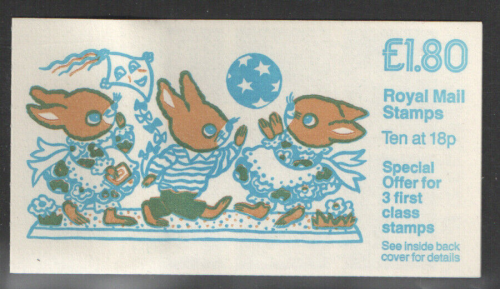 £1.80
Royal Mail
Stamps
Ten at 18p
Special
Offer for
3 first
class
stamps
See inside back
cover for details